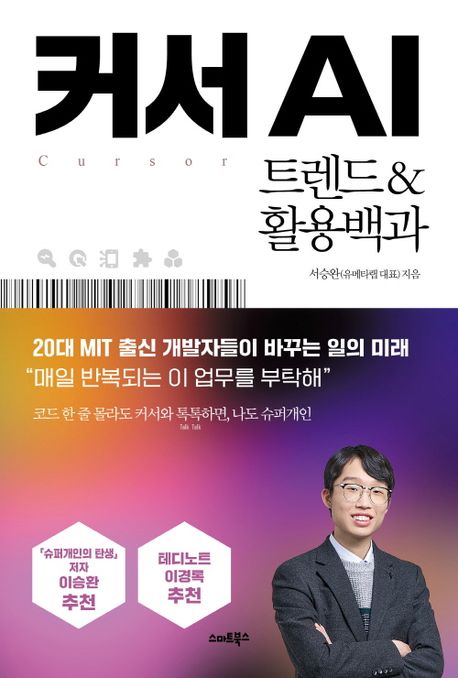 커서 AI
Cursor
트렌드 &
활용백과
서승완(유메타랩 대표) 지음
20대 MIT 출신 개발자들이 바꾸는 일의 미래
“매일 반복되는 이 업무를 부탁해”
코드 한 줄 몰라도 커서와 톡톡하면, 나도 슈퍼개인
Talk Talk
『슈퍼개인의 탄생』
저자
이승환
추천
테디노트
이경록
추천
스마트북스